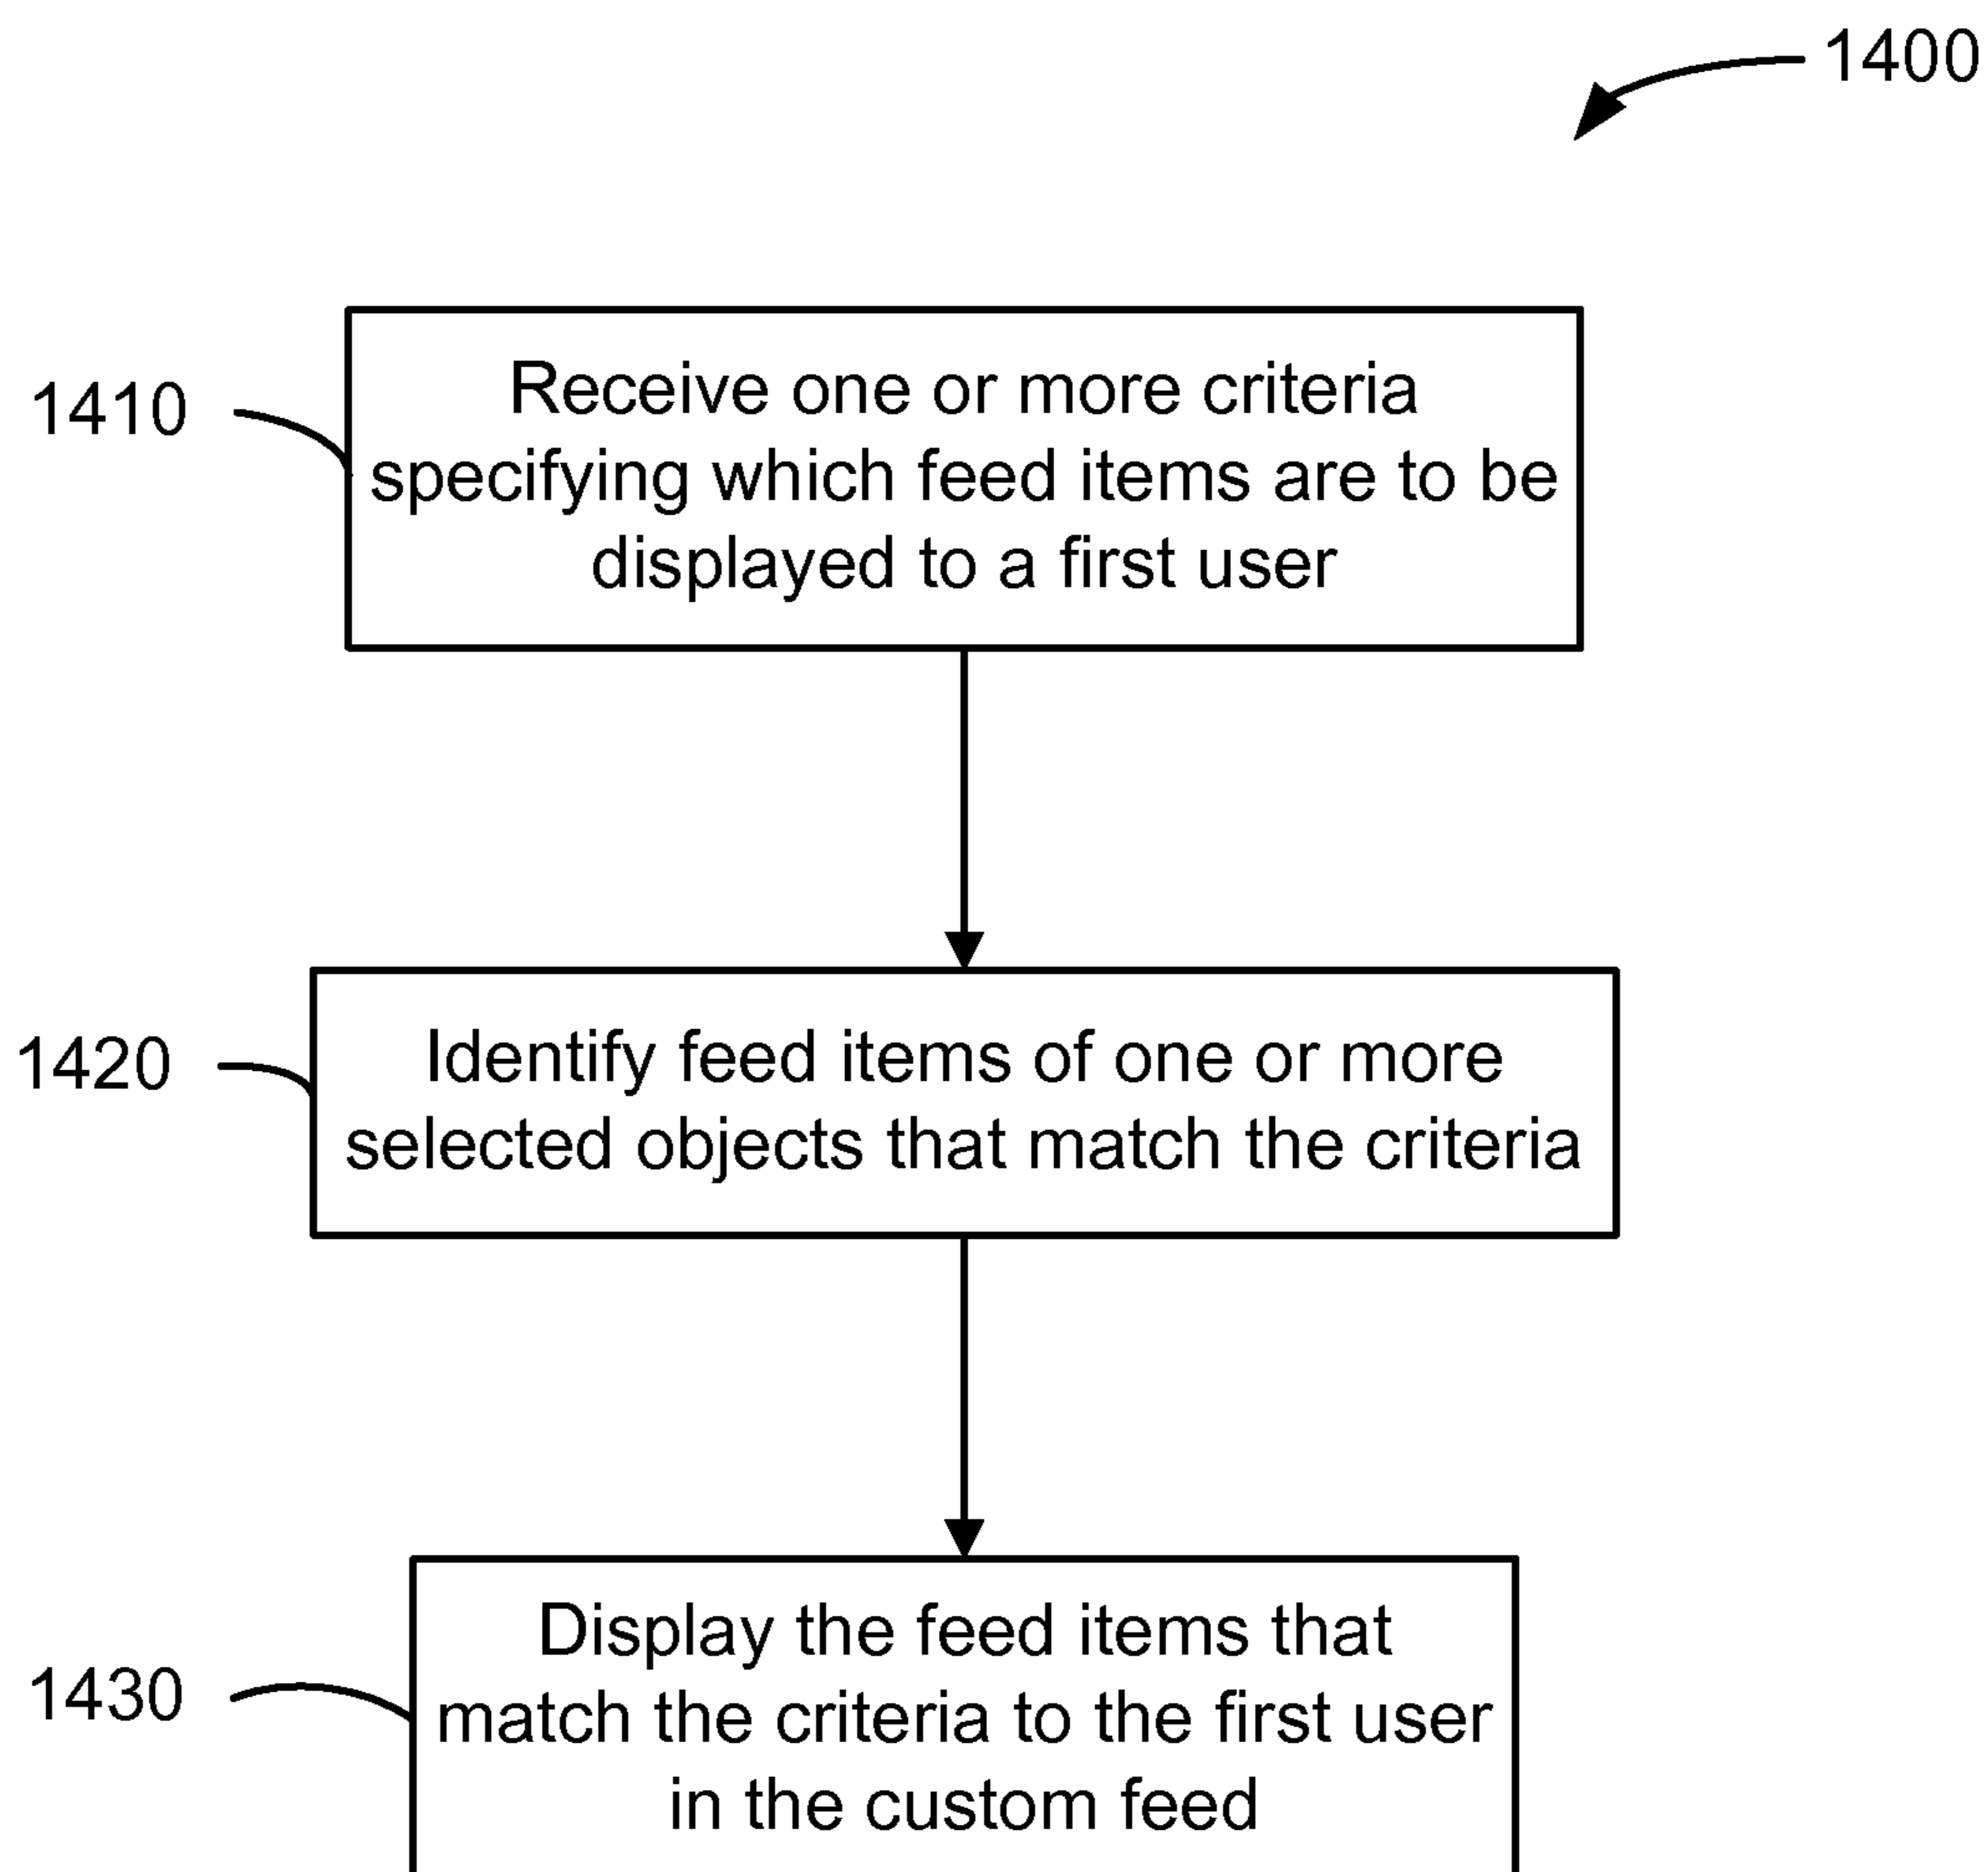 1400
1410
Receive one or more criteria
specifying which feed items are to be
displayed to a first user
1420
Identify feed items of one or more
selected objects that match the criteria
1430
Display the feed items that
match the criteria to the first user
in the custom feed